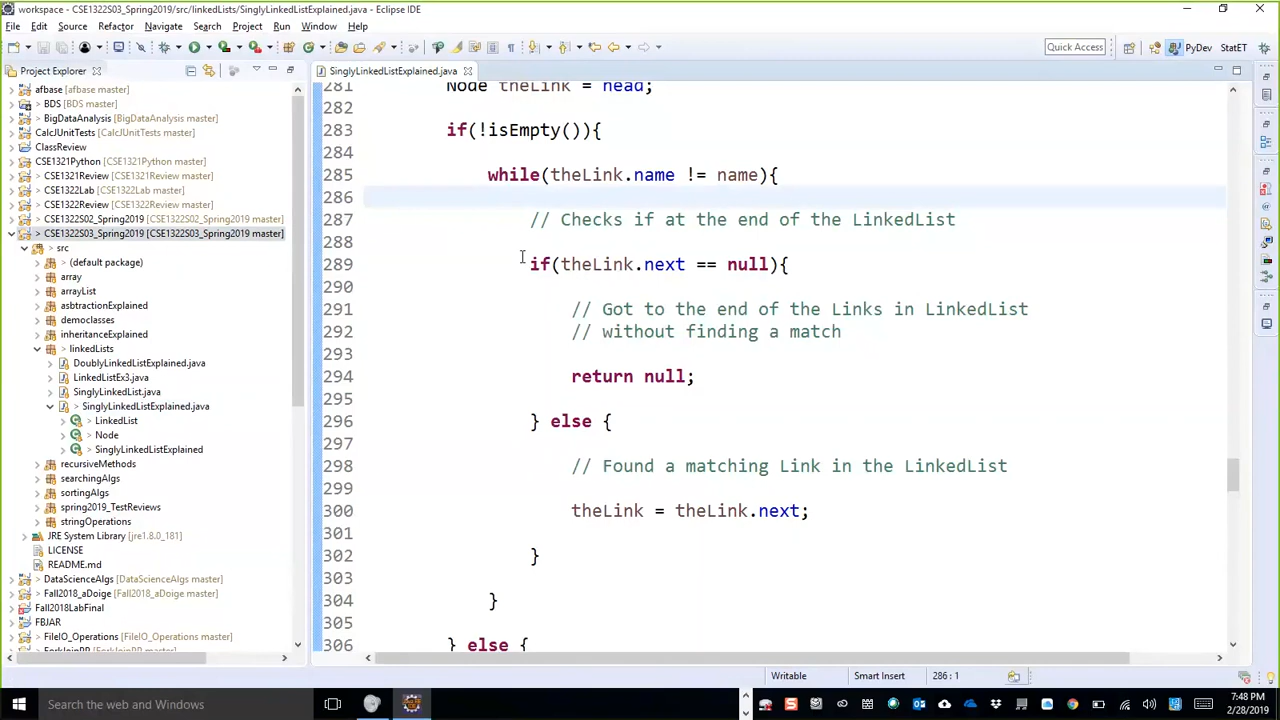 workspace - CSE1322S03_Spring2019/src/linkedLists/SinglyLinkedListExplained.java - Eclipse IDE
File Edit Source Refactor Navigate Search Project Run Window Help
Quick Access
PyDev
StatET
Project Explorer
afbase [afbase master]
> BDS [BDS master]
> BigDataAnalysis [BigDataAnalysis master]
> CalcJUnitTests [CalcJUnitTests master]
ClassReview
CSE1321Python [CSE1321Python master]
> CSE1321Review [CSE1321Review master]
> CSE1322Lab [CSE1322Lab master]
> CSE1322Review [CSE1322Review master]
CSE1322S02_Spring2019 [CSE1322S02_Spring2019 master]
> CSE1322S03_Spring2019 [CSE1322S03_Spring2019 master]
> src
> (default package)
> array
> arrayList
> asbtractionExplained
> democlasses
> inheritanceExplained
> linkedLists
DoublyLinkedListExplained.java
LinkedListEx3.java
SinglyLinkedList.java
> SinglyLinkedListExplained.java
> LinkedList
> Node
> SinglyLinkedListExplained
> recursiveMethods
> searchingAlgs
> sortingAlgs
> spring2019_TestReviews
> stringOperations
JRE System Library [jre1.8.0_181]
LICENSE
README.md
> DataScienceAlgs [DataScienceAlgs master]
> Fall2018_aDoige [Fall2018_aDoige master]
Fall2018LabFinal
FBJAR
> FileIO_Operations [FileIO_Operations master]
SinglyLinkedListExplained.java
281 Node theLink = head;
282
283 if(!isEmpty()){
284
285 while(theLink.name != name){
286
287 // Checks if at the end of the LinkedList
288
289 if(theLink.next == null){
290
291 // Got to the end of the Links in LinkedList
292 // without finding a match
293
294 return null;
295
296 } else {
297
298 // Found a matching Link in the LinkedList
299
300 theLink = theLink.next;
301
302 }
303
304 }
305
306 } else {
Writable Smart Insert 286 : 1
Search the web and Windows
7:48 PM
2/28/2019